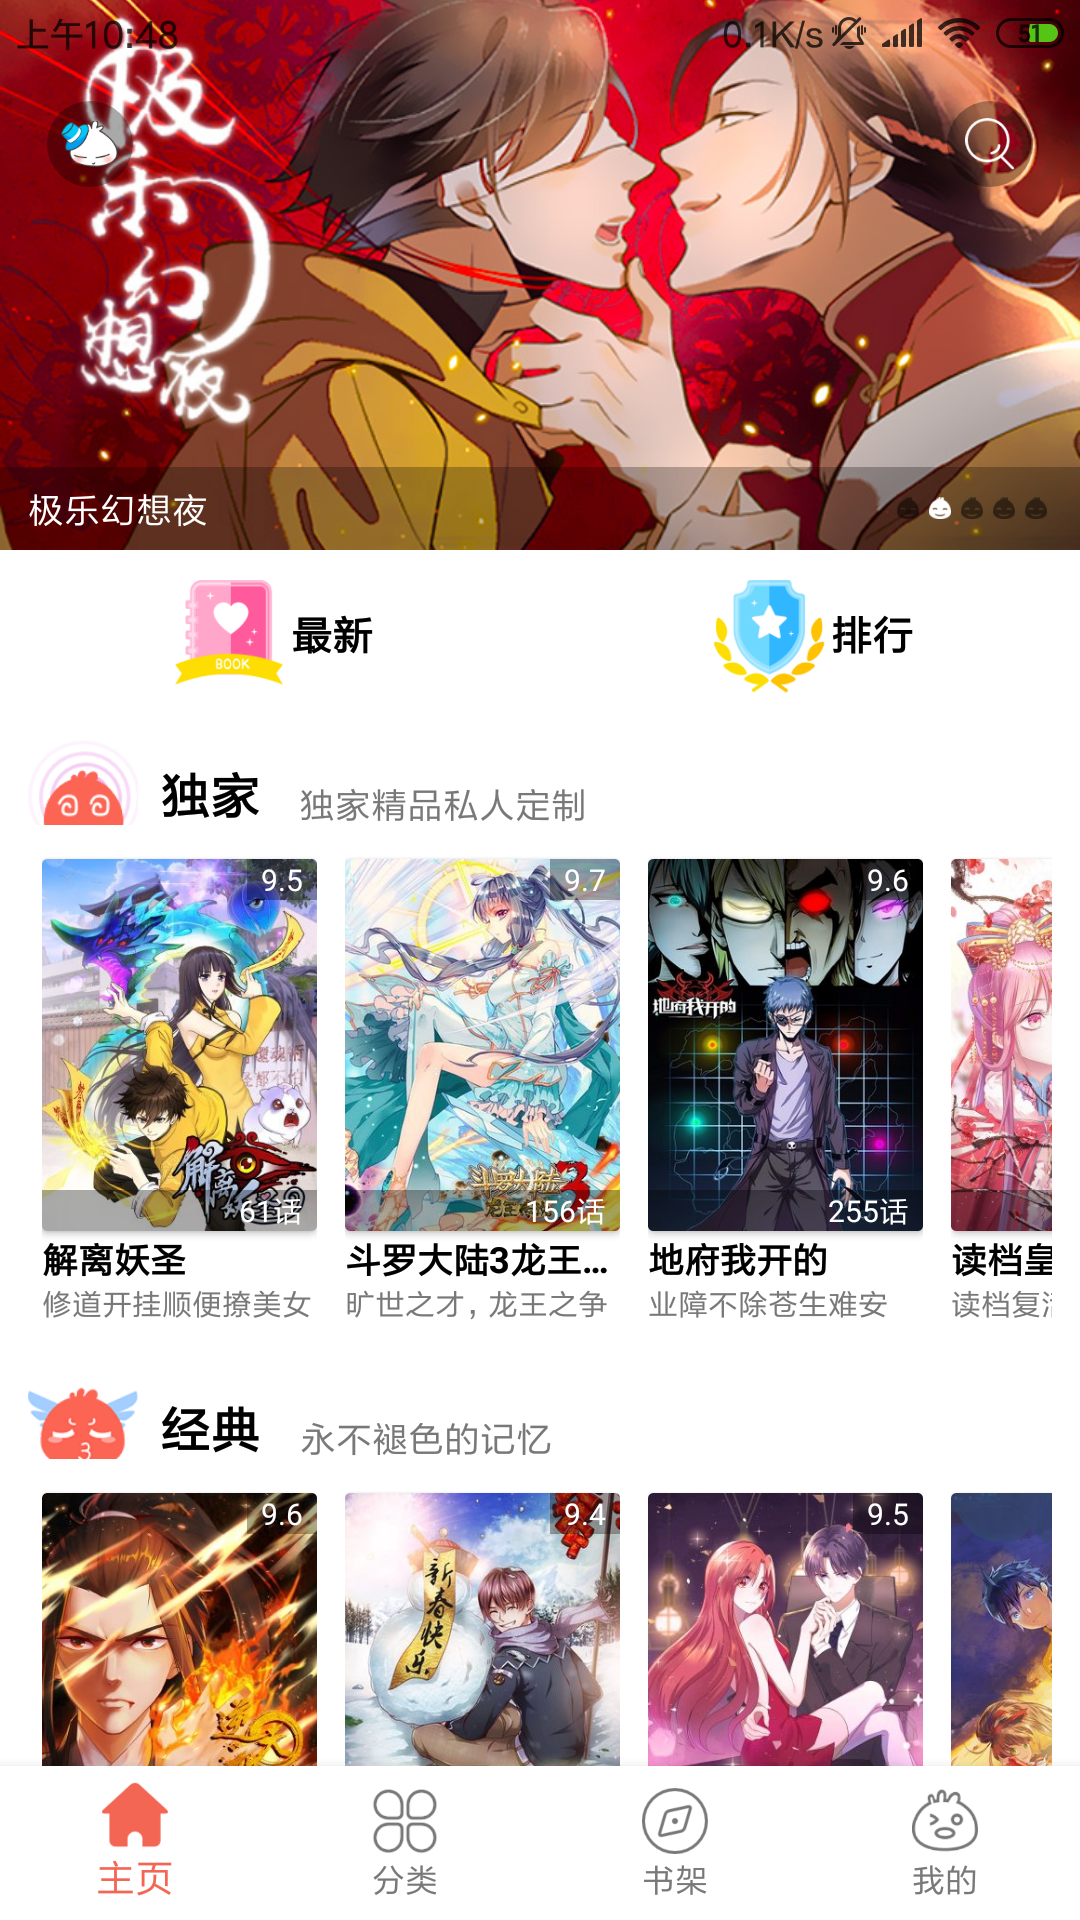 上午10:48
0.1K/s
51
极乐幻想夜
极乐幻想夜
BOOK
最新
排行
独家
独家精品私人定制
9.5
9.7
9.6
地府我开的
解离妖圣
斗罗大陆3
龙王
61话
156话
255话
解离妖圣
斗罗大陆3龙王...
地府我开的
读档皇
修道开挂顺便撩美女
旷世之才，龙王之争
业障不除苍生难安
读档复活
经典
永不褪色的记忆
9.6
9.4
9.5
新春快乐
主页
分类
书架
我的